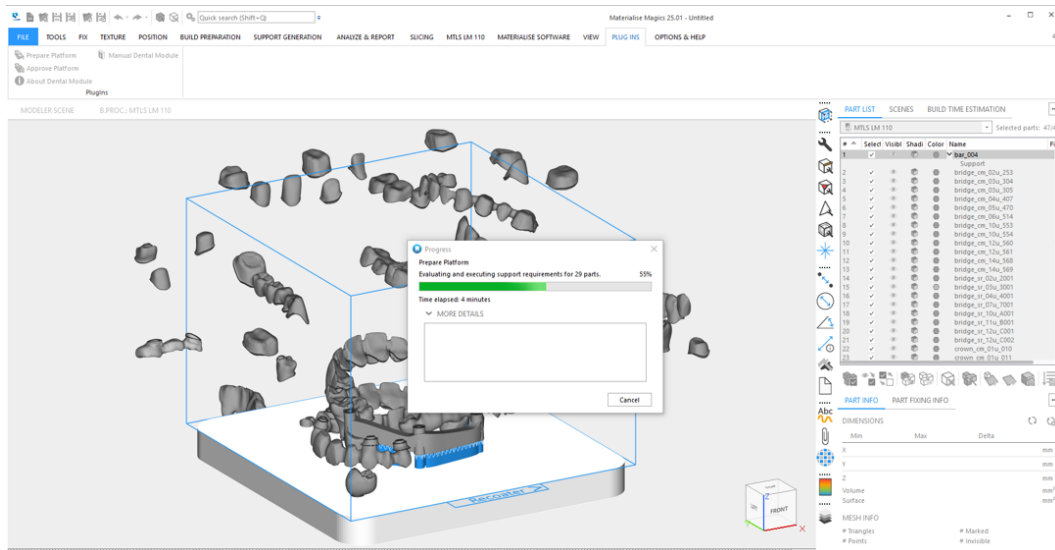 Quick search (Shift+Q)
Materialise Magics 25.01 - Untitled
FILE TOOLS FIX TEXTURE POSITION BUILD PREPARATION SUPPORT GENERATION ANALYZE & REPORT SLICING MTLS LM 110 MATERIALISE SOFTWARE VIEW PLUG INS OPTIONS & HELP
Prepare Platform Manual Dental Module
Approve Platform
About Dental Module
Plugins
MODELER SCENE B.PROC.: MTLS LM 110
PART LIST SCENES BUILD TIME ESTIMATION
MTLS LM 110 Selected parts: 47/4
# Select Visibl Shadi Color Name Fi
1 bar_004
Support
2 bridge_cm_02u_253
3 bridge_cm_03u_304
4 bridge_cm_03u_305
5 bridge_cm_04u_407
6 bridge_cm_05u_470
7 bridge_cm_06u_514
8 bridge_cm_10u_553
9 bridge_cm_10u_554
10 bridge_cm_12u_560
11 bridge_cm_12u_561
12 bridge_cm_14u_568
13 bridge_cm_14u_569
14 bridge_sr_02u_2001
15 bridge_sr_03u_3001
16 bridge_sr_04u_4001
17 bridge_sr_07u_7001
18 bridge_sr_10u_A001
19 bridge_sr_11u_B001
20 bridge_sr_12u_C001
21 bridge_sr_12u_C002
22 crown_cm_01u_010
23 crown_cm_01u_011
Progress
Prepare Platform
Evaluating and executing support requirements for 29 parts. 55%
Time elapsed: 4 minutes
MORE DETAILS
Cancel
Recoater
TOP
FRONT
Z
Y
X
Abc
PART INFO PART FIXING INFO
DIMENSIONS
Min Max Delta
X mm
Y mm
Z mm
Volume mm³
Surface mm²
MESH INFO
# Triangles # Marked
# Points # Invisible